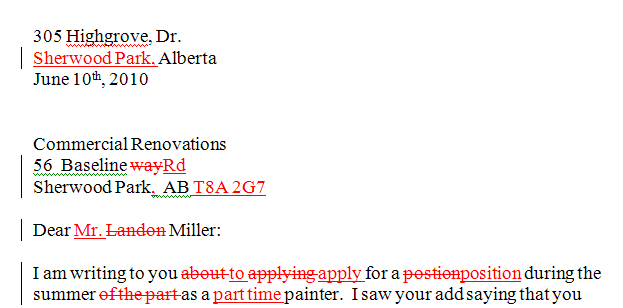 305 Highgrove, Dr.
Sherwood Park, Alberta
June 10th, 2010
Commercial Renovations
56  Baseline wayRd
Sherwood Park,  AB T8A 2G7
Dear Mr. Landon Miller:
I am writing to you about to applying apply for a postionposition during the
summer of the part as a part time painter.  I saw your add saying that you